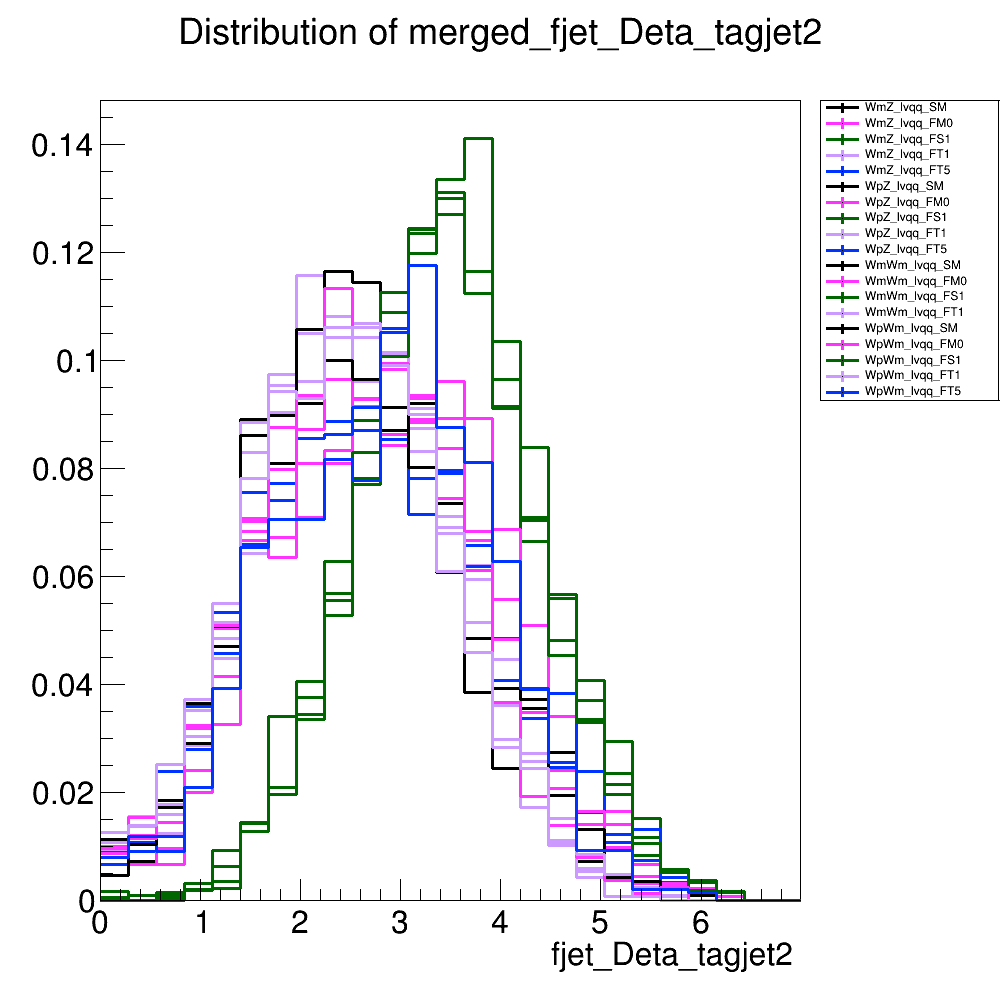 Distribution of merged_fjet_Deta_tagjet2
WmZ_lvqq_SM
WmZ_lvqq_FM0
WmZ_lvqq_FS1
WmZ_lvqq_FT1
WmZ_lvqq_FT5
WpZ_lvqq_SM
WpZ_lvqq_FM0
WpZ_lvqq_FS1
WpZ_lvqq_FT1
WpZ_lvqq_FT5
WmWm_lvqq_SM
WmWm_lvqq_FM0
WmWm_lvqq_FS1
WmWm_lvqq_FT1
WpWm_lvqq_SM
WpWm_lvqq_FM0
WpWm_lvqq_FS1
WpWm_lvqq_FT1
WpWm_lvqq_FT5
0.14
0.12
0.1
0.08
0.06
0.04
0.02
0
0 1 2 3 4 5 6
fjet_Deta_tagjet2